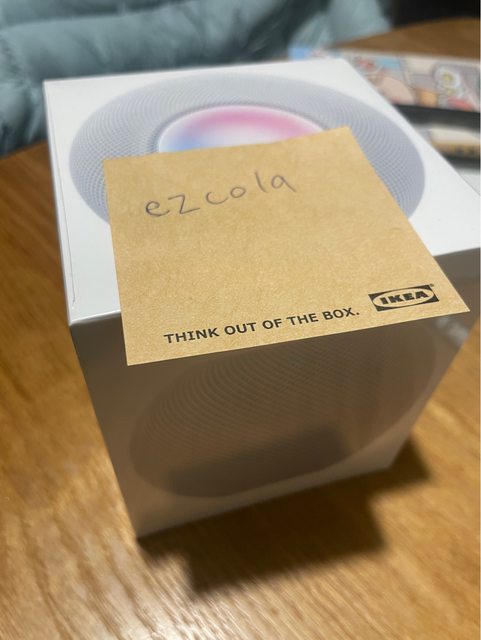 ezcola
THINK OUT OF THE BOX.
IKEA